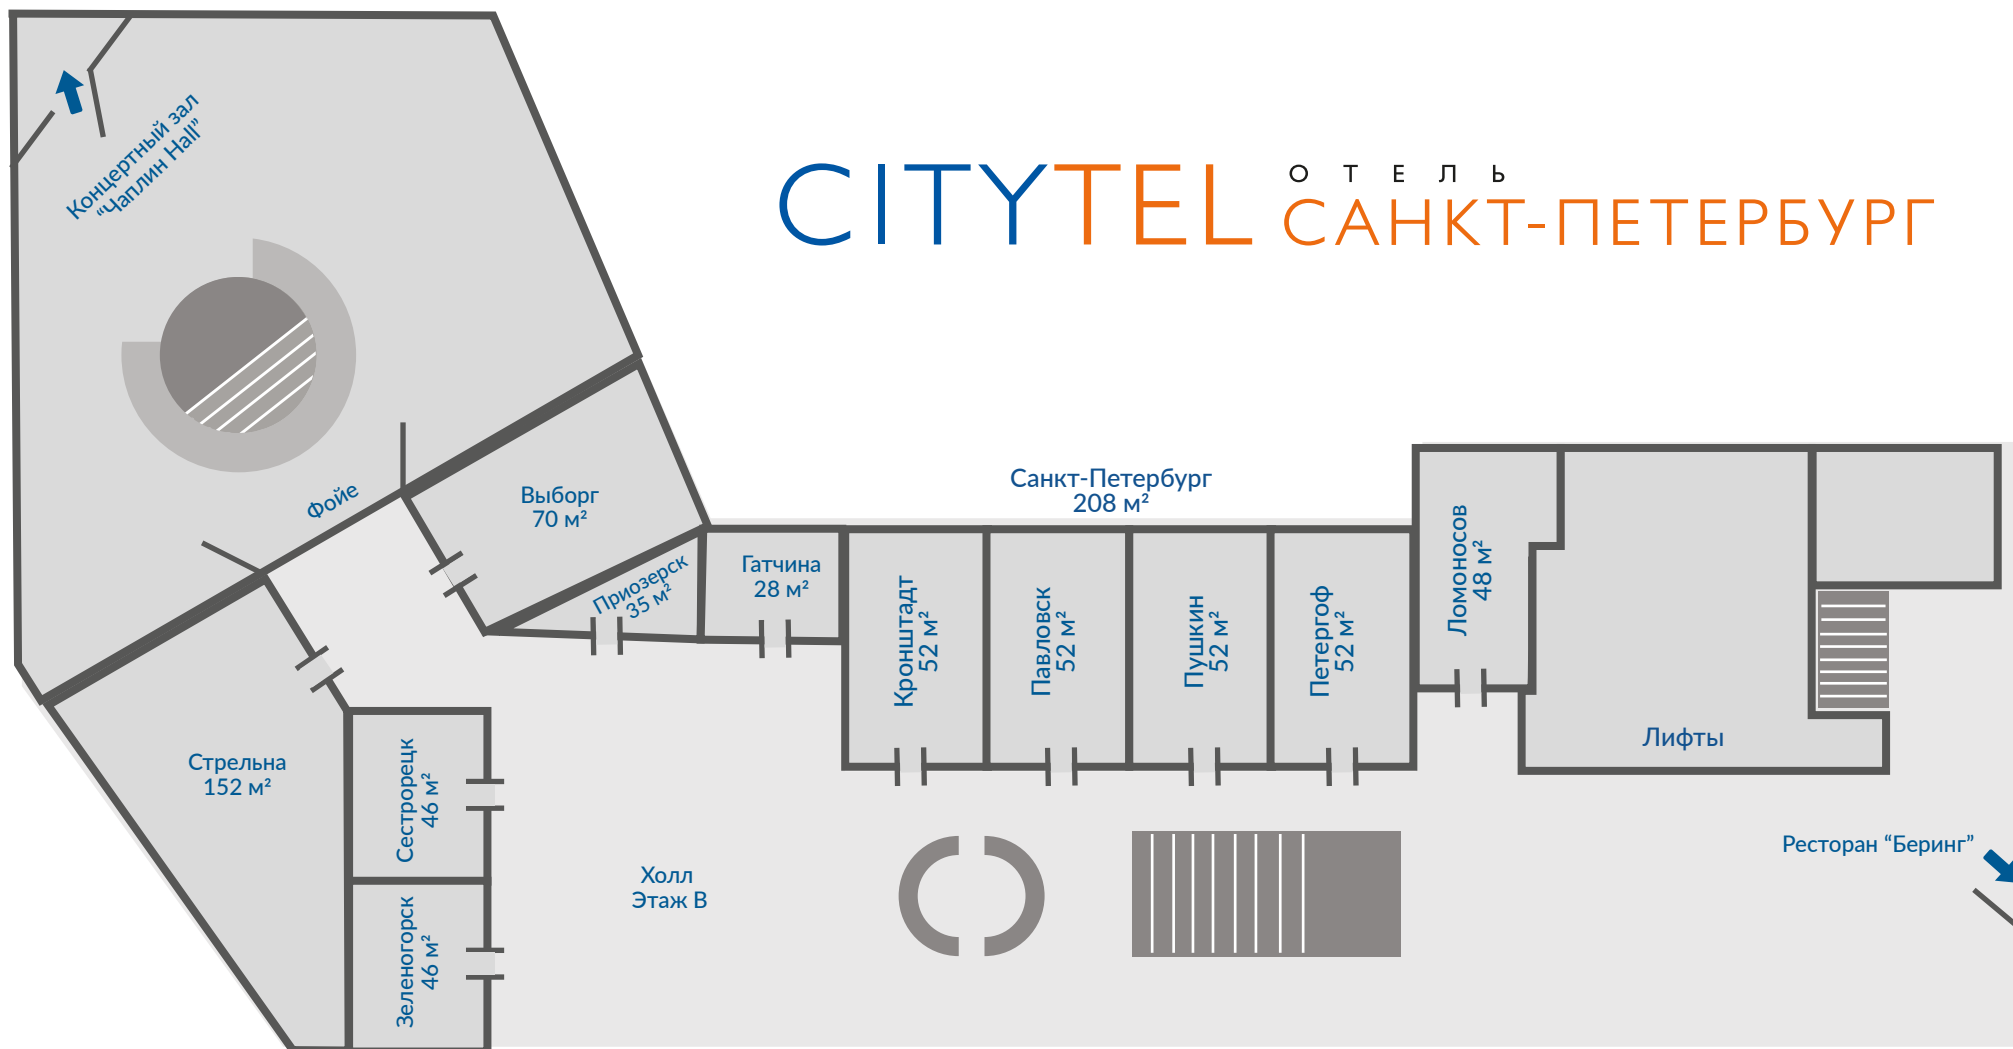 CITYTEL
ОТЕЛЬ
САНКТ-ПЕТЕРБУРГ
Концертный зал
“Чаплин Hall”
Фойе
Выборг
70 м²
Приозерск
35 м²
Гатчина
28 м²
Санкт-Петербург
208 м²
Кронштадт
52 м²
Павловск
52 м²
Пушкин
52 м²
Петергоф
52 м²
Ломоносов
48 м²
Лифты
Стрельна
152 м²
Сестрорецк
46 м²
Зеленогорск
46 м²
Холл
Этаж В
Ресторан “Беринг”